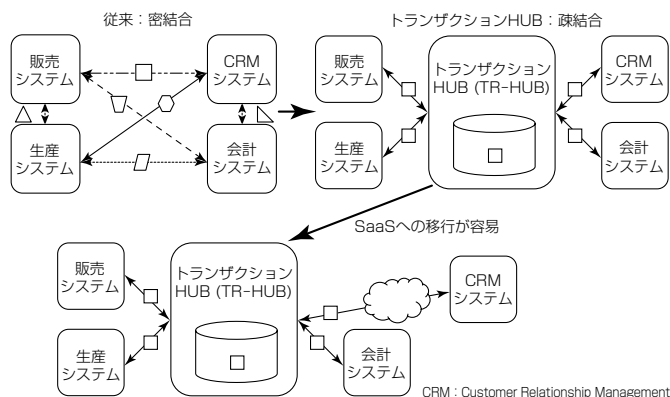 従来：密結合
トランザクションHUB：疎結合
販売
システム
CRM
システム
生産
システム
会計
システム
販売
システム
生産
システム
トランザクション
HUB (TR-HUB)
CRM
システム
会計
システム
SaaSへの移行が容易
販売
システム
生産
システム
トランザクション
HUB (TR-HUB)
CRM
システム
会計
システム
CRM：Customer Relationship Management